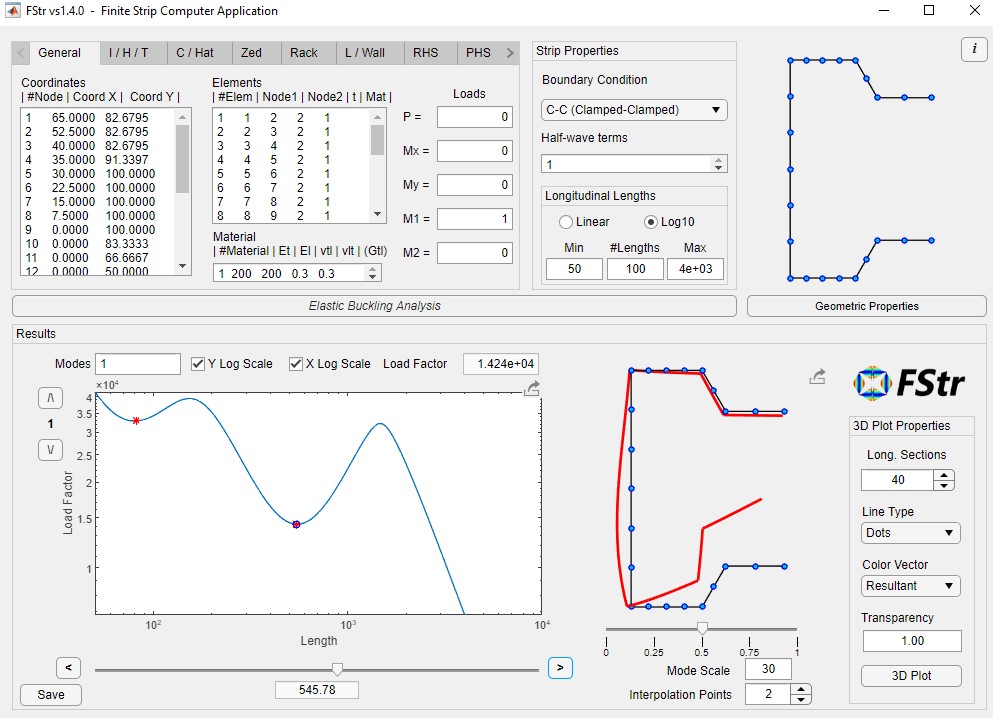 FStr vs1.4.0 - Finite Strip Computer Application
General
I / H / T
C / Hat
Zed
Rack
L / Wall
RHS
PHS
Coordinates
| #Node | Coord X | Coord Y |
1 65.0000 82.6795
2 52.5000 82.6795
3 40.0000 82.6795
4 35.0000 91.3397
5 30.0000 100.0000
6 22.5000 100.0000
7 15.0000 100.0000
8 7.5000 100.0000
9 0.0000 100.0000
10 0.0000 83.3333
11 0.0000 66.6667
12 0.0000 50.0000
Elements
| #Elem | Node1 | Node2 | t | Mat |
1 1 2 2 1
2 2 3 2 1
3 3 4 2 1
4 4 5 2 1
5 5 6 2 1
6 6 7 2 1
7 7 8 2 1
8 8 9 2 1
Material
| #Material | Et | El | vtl | vlt | (Gtl)
1 200 200 0.3 0.3
Loads
P = 0
Mx = 0
My = 0
M1 = 1
M2 = 0
Strip Properties
Boundary Condition
C-C (Clamped-Clamped)
Half-wave terms
1
Longitudinal Lengths
Linear
Log10
Min #Lengths Max
50 100 4e+03
i
Elastic Buckling Analysis
Geometric Properties
Results
Modes 1
Y Log Scale
X Log Scale
Load Factor 1.424e+04
/\
1
\/
×10⁴
4
3.5
3
2.5
2
1.5
1
Load Factor
10² 10³ 10⁴
Length
<
>
545.78
Save
0 0.25 0.5 0.75 1
Mode Scale 30
Interpolation Points 2
FStr
3D Plot Properties
Long. Sections
40
Line Type
Dots
Color Vector
Resultant
Transparency
1.00
3D Plot